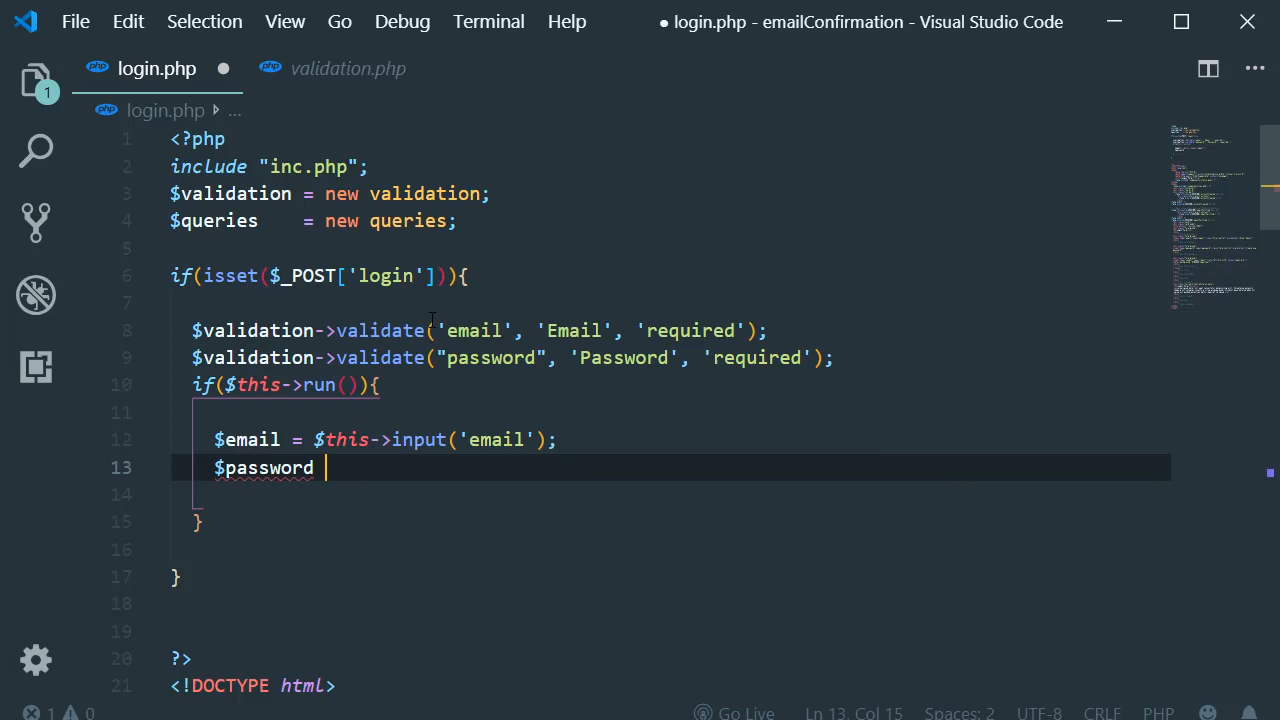 File Edit Selection View Go Debug Terminal Help ● login.php - emailConfirmation - Visual Studio Code
login.php ● validation.php
1
login.php ...
1 <?php
2 include "inc.php";
3 $validation = new validation;
4 $queries    = new queries;
5
6 if(isset($_POST['login'])){
7
8 $validation->validate('email', 'Email', 'required');
9 $validation->validate("password", 'Password', 'required');
10 if($this->run()){
11
12 $email = $this->input('email');
13 $password
14
15 }
16
17 }
18
19
20 ?>
21 <!DOCTYPE html>
1 0 Go Live Ln 13, Col 15 Spaces: 2 UTF-8 CRLF PHP